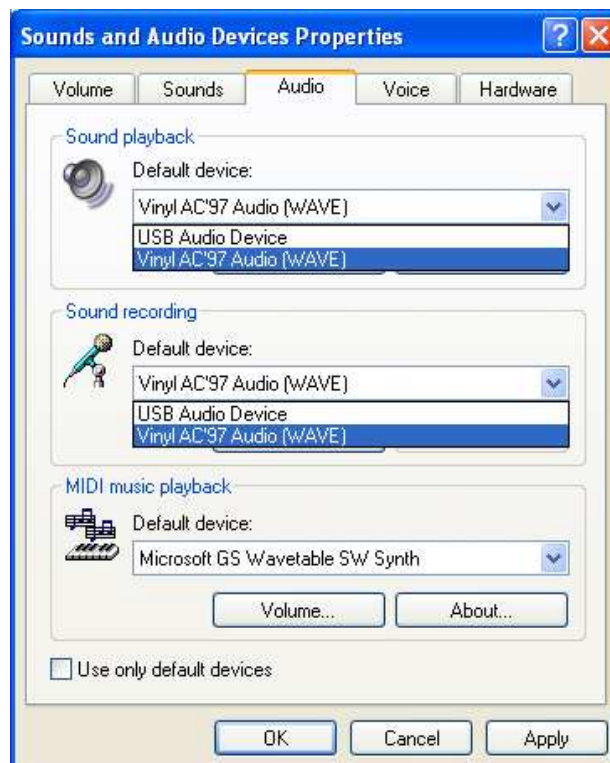 Sounds and Audio Devices Properties
Volume Sounds Audio Voice Hardware
Sound playback
Default device:
Vinyl AC'97 Audio (WAVE)
USB Audio Device
Vinyl AC'97 Audio (WAVE)
Sound recording
Default device:
Vinyl AC'97 Audio (WAVE)
USB Audio Device
Vinyl AC'97 Audio (WAVE)
MIDI music playback
Default device:
Microsoft GS Wavetable SW Synth
Volume... About...
Use only default devices
OK Cancel Apply